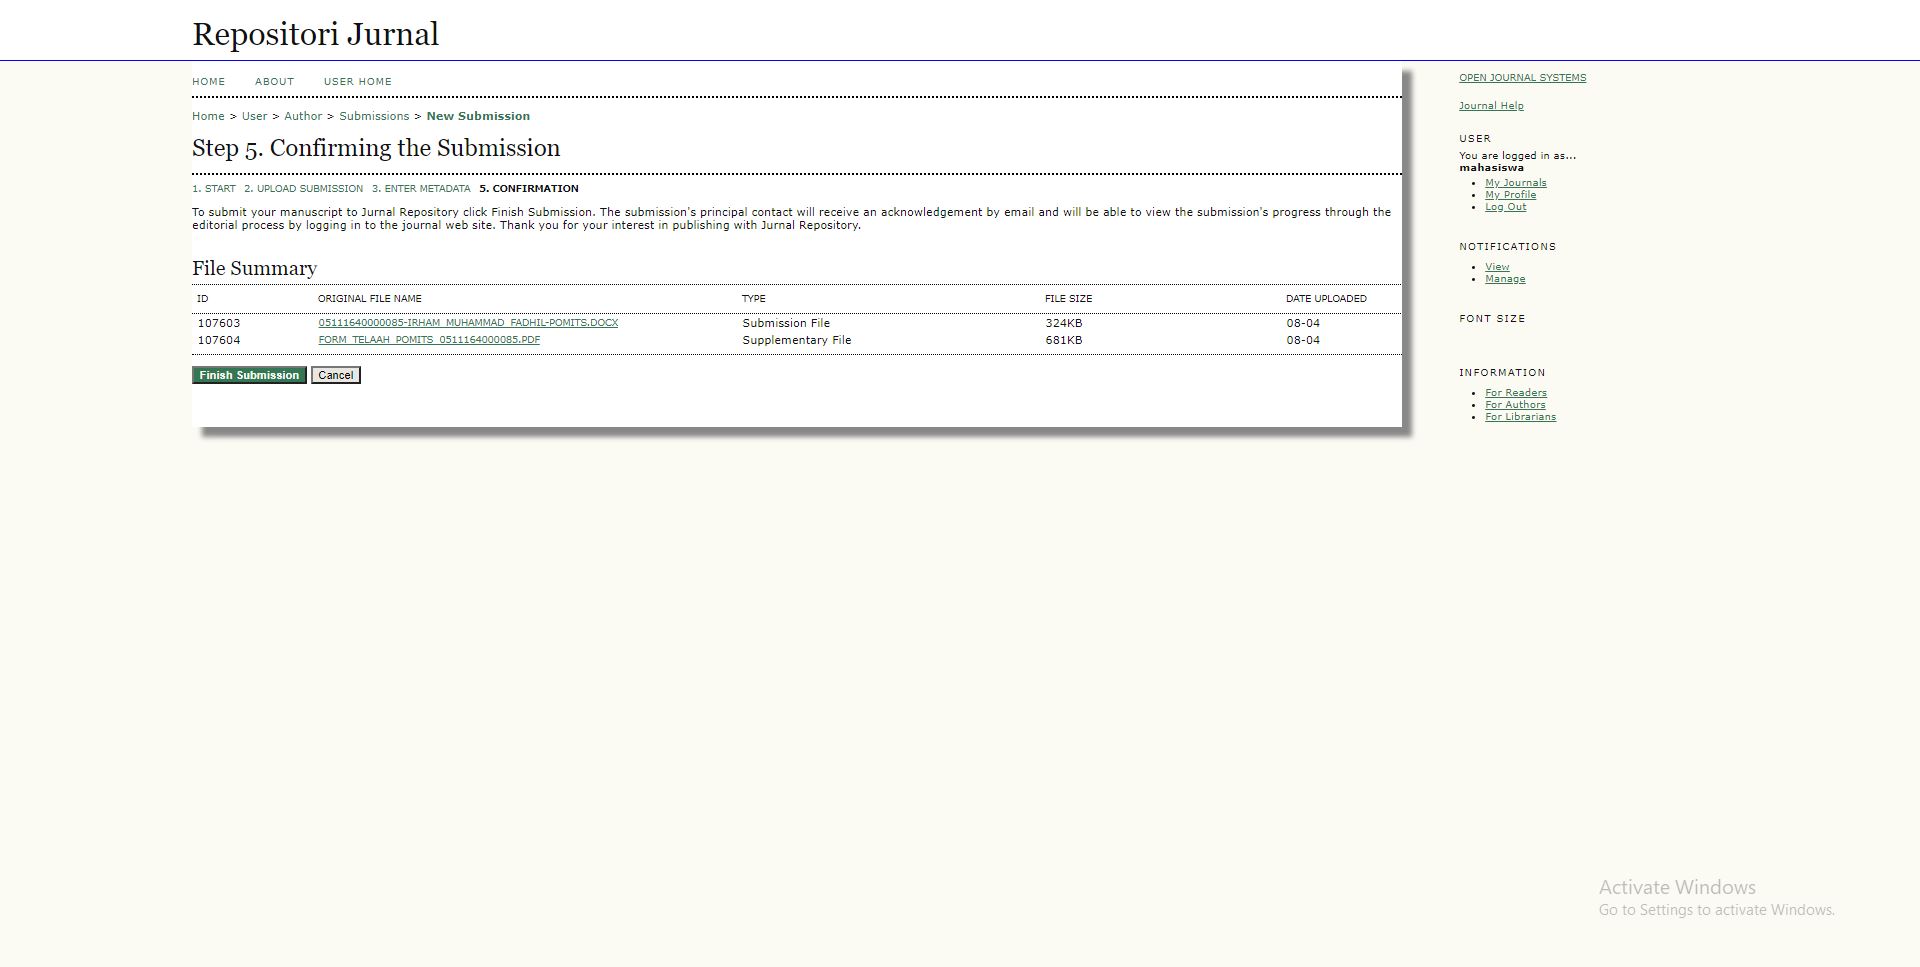 Repositori Jurnal
HOME ABOUT USER HOME
Home > User > Author > Submissions > New Submission
Step 5. Confirming the Submission
1. START 2. UPLOAD SUBMISSION 3. ENTER METADATA 5. CONFIRMATION
To submit your manuscript to Jurnal Repository click Finish Submission. The submission's principal contact will receive an acknowledgement by email and will be able to view the submission's progress through the
editorial process by logging in to the journal web site. Thank you for your interest in publishing with Jurnal Repository.
File Summary
ID ORIGINAL FILE NAME TYPE FILE SIZE DATE UPLOADED
107603 05111640000085-IRHAM_MUHAMMAD_FADHIL-POMITS.DOCX Submission File 324KB 08-04
107604 FORM_TELAAH_POMITS_0511164000085.PDF Supplementary File 681KB 08-04
Finish Submission Cancel
OPEN JOURNAL SYSTEMS
Journal Help
USER
You are logged in as...
mahasiswa
My Journals
My Profile
Log Out
NOTIFICATIONS
View
Manage
FONT SIZE
INFORMATION
For Readers
For Authors
For Librarians
Activate Windows
Go to Settings to activate Windows.